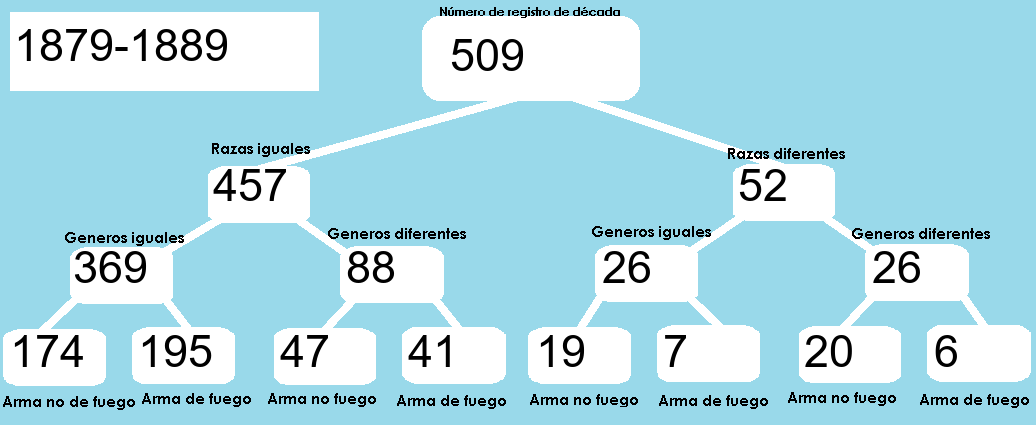 Número de registro de década
1879-1889
509
Razas iguales
Razas diferentes
457
52
Generos iguales
Generos diferentes
Generos iguales
Generos diferentes
369
88
26
26
174
195
47
41
19
7
20
6
Arma no de fuego
Arma de fuego
Arma no fuego
Arma de fuego
Arma no fuego
Arma de fuego
Arma no fuego
Arma de fuego